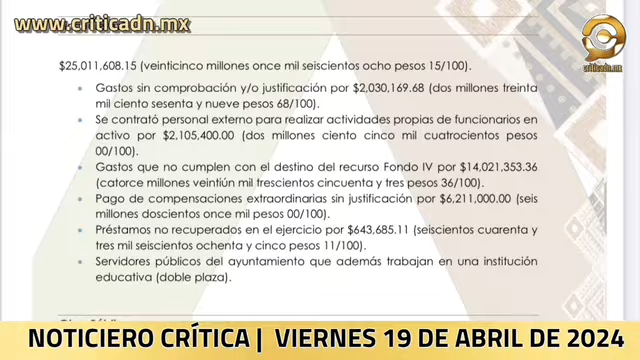 www.criticadn.mx
criticadn.mx
$25,011,608.15 (veinticinco millones once mil seiscientos ocho pesos 15/100).
• Gastos sin comprobación y/o justificación por $2,030,169.68 (dos millones treinta
mil ciento sesenta y nueve pesos 68/100).
• Se contrató personal externo para realizar actividades propias de funcionarios en
activo por $2,105,400.00 (dos millones ciento cinco mil cuatrocientos pesos
00/100).
• Gastos que no cumplen con el destino del recurso Fondo IV por $14,021,353.36
(catorce millones veintiún mil trescientos cincuenta y tres pesos 36/100).
• Pago de compensaciones extraordinarias sin justificación por $6,211,000.00 (seis
millones doscientos once mil pesos 00/100).
• Préstamos no recuperados en el ejercicio por $643,685.11 (seiscientos cuarenta y
tres mil seiscientos ochenta y cinco pesos 11/100).
• Servidores públicos del ayuntamiento que además trabajan en una institución
educativa (doble plaza).
NOTICIERO CRÍTICA | VIERNES 19 DE ABRIL DE 2024